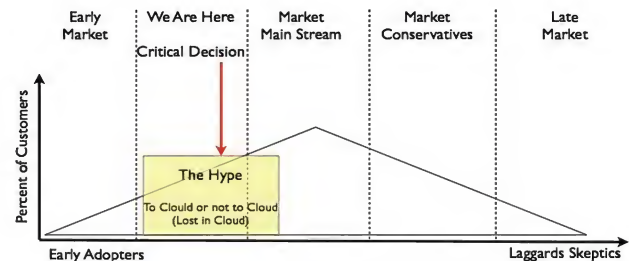 Early
Market
We Are Here
Market
Main Stream
Market
Conservatives
Late
Market
Critical Decision
Percent of Customers
The Hype
To Clould or not to Cloud
(Lost in Cloud)
Early Adopters
Laggards Skeptics